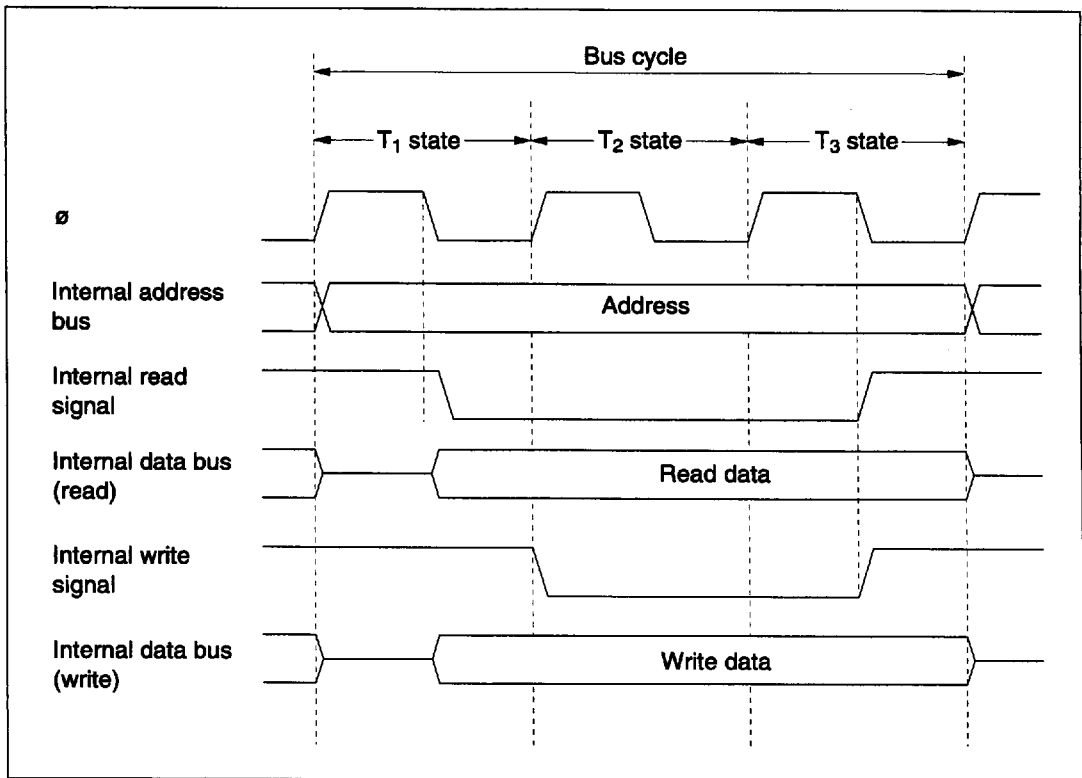 Bus cycle
T₁ state T₂ state T₃ state
ø
Internal address
bus
Address
Internal read
signal
Internal data bus
(read)
Read data
Internal write
signal
Internal data bus
(write)
Write data